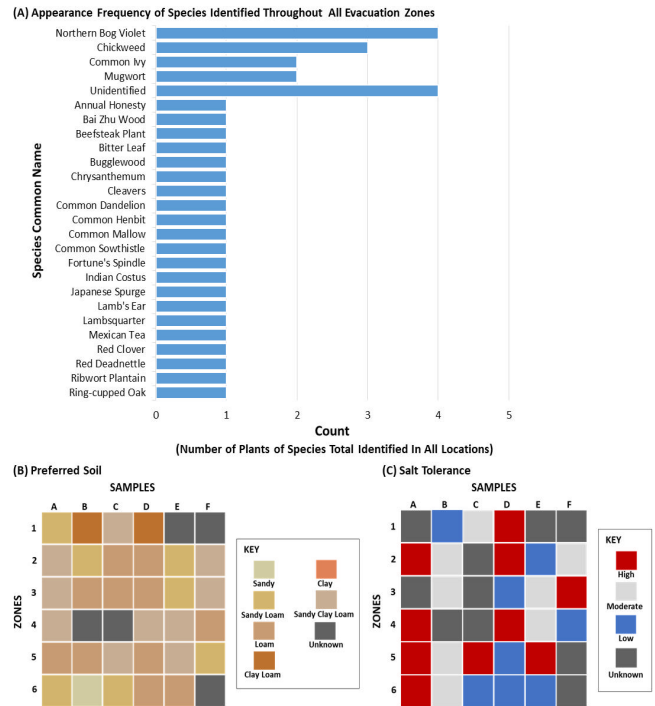 (A) Appearance Frequency of Species Identified Throughout All Evacuation Zones
Species Common Name
Northern Bog Violet
Chickweed
Common Ivy
Mugwort
Unidentified
Annual Honesty
Bai Zhu Wood
Beefsteak Plant
Bitter Leaf
Bugglewood
Chrysanthemum
Cleavers
Common Dandelion
Common Henbit
Common Mallow
Common Sowthistle
Fortune's Spindle
Indian Costus
Japanese Spurge
Lamb's Ear
Lambsquarter
Mexican Tea
Red Clover
Red Deadnettle
Ribwort Plantain
Ring-cupped Oak
0 1 2 3 4 5
Count
(Number of Plants of Species Total Identified In All Locations)
(B) Preferred Soil
SAMPLES
A B C D E F
ZONES
1
2
3
4
5
6
KEY
Sandy Clay
Sandy Loam Sandy Clay Loam
Loam Unknown
Clay Loam
(C) Salt Tolerance
SAMPLES
A B C D E F
ZONES
1
2
3
4
5
6
KEY
High
Moderate
Low
Unknown